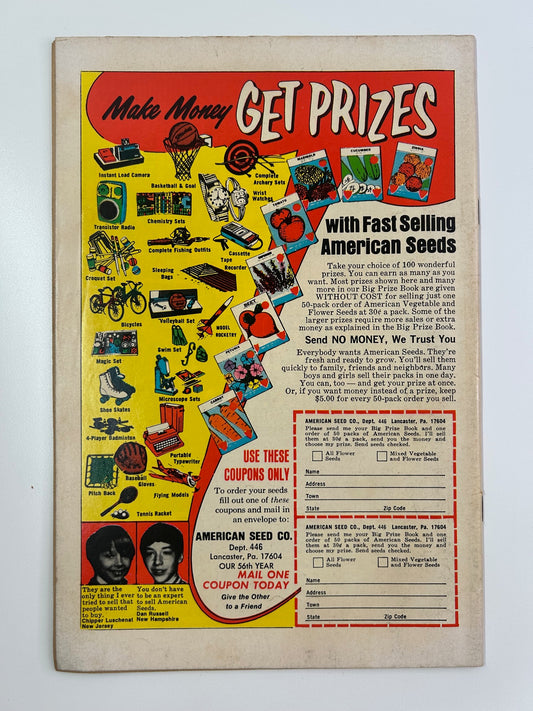 Make Money GET PRIZES
Instant Load Camera
Basketball & Goal
Complete
Archery Sets
Wrist
Watches
Transistor Radio
Chemistry Sets
Complete Fishing Outfits
Cassette
Tape
Recorder
Croquet Set
Sleeping
Bags
Bicycles
Volleyball Set
MODEL
ROCKETRY
Magic Set
Swim Set
Shoe Skates
Microscope Sets
4-Player Badminton
Portable
Typewriter
Pitch Back
Baseball
Gloves
Flying Models
Tennis Racket
MARIGOLD
CUCUMBER
ZINNIA
TOMATO
BEET
PETUNIA
CARROT
with Fast Selling
American Seeds
Take your choice of 100 wonderful
prizes. You can earn as many as you
want. Most prizes shown here and many
more in our Big Prize Book are given
WITHOUT COST for selling just one
50-pack order of American Vegetable and
Flower Seeds at 30¢ a pack. Some of the
larger prizes require more sales or extra
money as explained in the Big Prize Book.
Send NO MONEY, We Trust You
Everybody wants American Seeds. They're
fresh and ready to grow. You'll sell them
quickly to family, friends and neighbors. Many
boys and girls sell their packs in one day.
You can, too — and get your prize at once.
Or, if you want money instead of prize, keep
$5.00 for every 50-pack order you sell.
USE THESE
COUPONS ONLY
To order your seeds
fill out one of these
coupons and mail in
an envelope to:
AMERICAN SEED CO.
Dept. 446
Lancaster, Pa. 17604
OUR 56th YEAR
MAIL ONE
COUPON TODAY
Give the Other
to a Friend
AMERICAN SEED CO., Dept. 446 Lancaster, Pa. 17604
Please send me your Big Prize Book and one
order of 50 packs of American Seeds. I'll sell
them at 30¢ a pack, send you the money and
choose my prize. Send seeds checked.
All Flower
Seeds
Mixed Vegetable
and Flower Seeds
Name
Address
Town
State Zip Code
AMERICAN SEED CO., Dept. 446 Lancaster, Pa. 17604
Please send me your Big Prize Book and one
order of 50 packs of American Seeds. I'll sell
them at 30¢ a pack, send you the money and
choose my prize. Send seeds checked.
All Flower
Seeds
Mixed Vegetable
and Flower Seeds
Name
Address
Town
State Zip Code
They are the
only thing I ever
tried to sell that
people wanted
to buy.
Chipper Luschenat
New Jersey
You don't have
to be an expert
to sell American
Seeds.
Dan Russell
New Hampshire